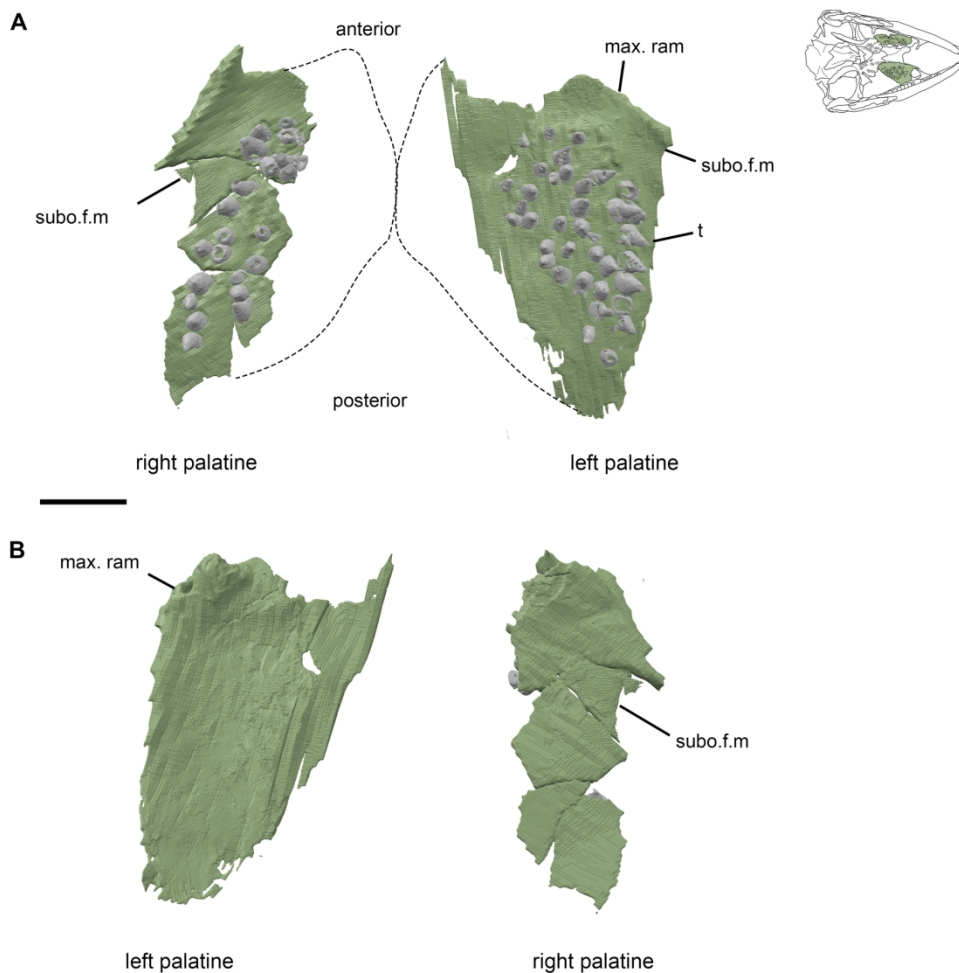 A
anterior
max. ram
subo.f.m
subo.f.m
t
posterior
right palatine
left palatine
B
max. ram
subo.f.m
left palatine
right palatine